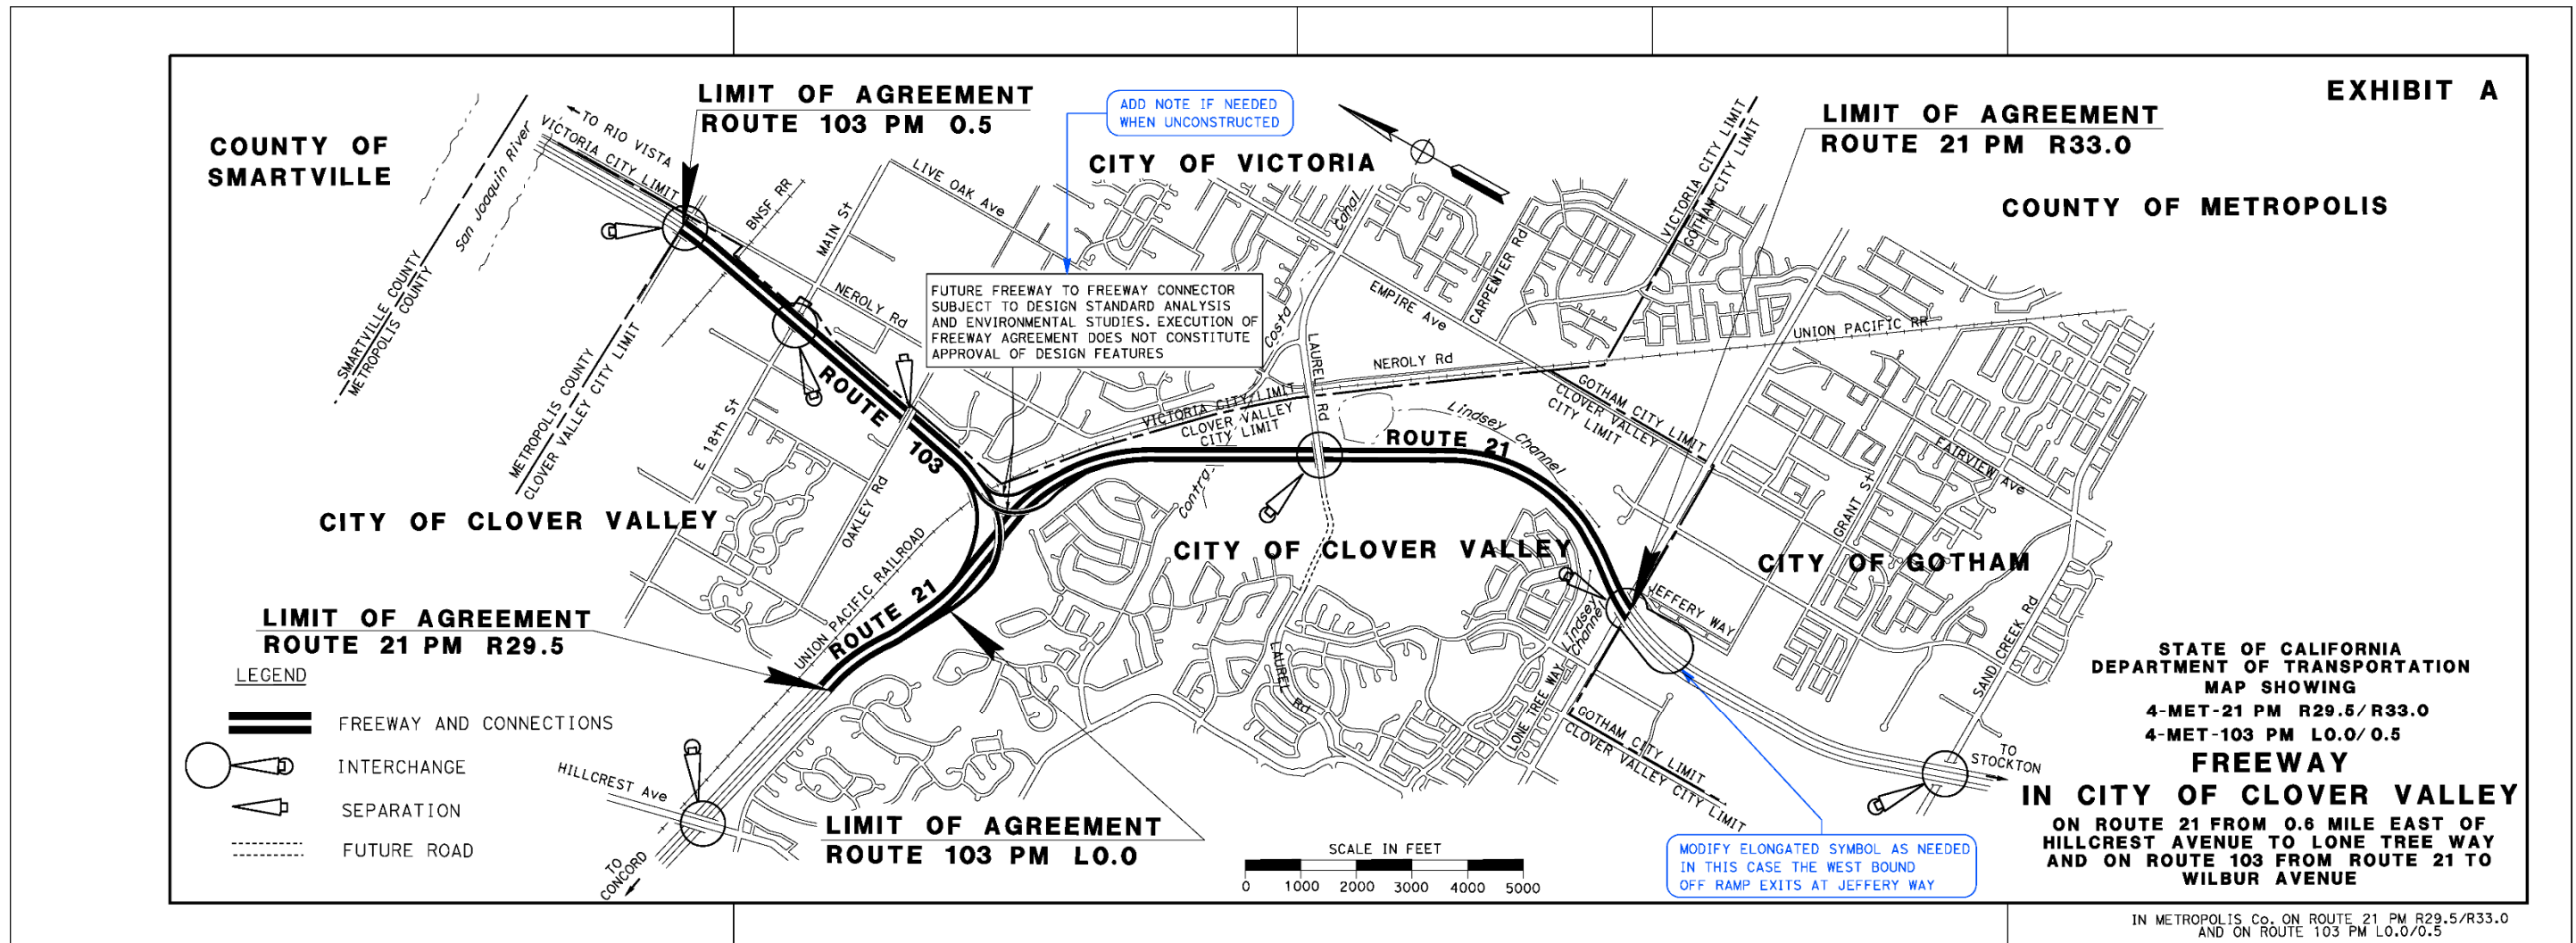 EXHIBIT A
LIMIT OF AGREEMENT
ROUTE 103 PM 0.5
ADD NOTE IF NEEDED
WHEN UNCONSTRUCTED
LIMIT OF AGREEMENT
ROUTE 21 PM R33.0
COUNTY OF
SMARTVILLE
San Joaquin River
TO RIO VISTA
VICTORIA CITY LIMIT
CITY OF VICTORIA
COUNTY OF METROPOLIS
VICTORIA CITY LIMIT
GOTHAM CITY LIMIT
BNSF RR
MAIN St
LIVE OAK Ave
Canal
CARPENTER Rd
SMARTVILLE COUNTY
METROPOLIS COUNTY
NEROLY Rd
FUTURE FREEWAY TO FREEWAY CONNECTOR
SUBJECT TO DESIGN STANDARD ANALYSIS
AND ENVIRONMENTAL STUDIES. EXECUTION OF
FREEWAY AGREEMENT DOES NOT CONSTITUTE
APPROVAL OF DESIGN FEATURES
EMPIRE Ave
Costa
UNION PACIFIC RR
METROPOLIS COUNTY
CLOVER VALLEY CITY LIMIT
ROUTE 103
LAUREL Rd
NEROLY Rd
GOTHAM CITY LIMIT
CLOVER VALLEY
CITY LIMIT
VICTORIA CITY LIMIT
CLOVER VALLEY
CITY LIMIT
Lindsey Channel
E 18th St
ROUTE 21
FAIRVIEW Ave
Contra
GRANT St
CITY OF CLOVER VALLEY
OAKLEY Rd
UNION PACIFIC RAILROAD
CITY OF CLOVER VALLEY
CITY OF GOTHAM
ROUTE 21
JEFFERY WAY
Lindsey
Channel
LIMIT OF AGREEMENT
ROUTE 21 PM R29.5
LAUREL Rd
LONE TREE WAY
SAND CREEK Rd
LEGEND
FREEWAY AND CONNECTIONS
INTERCHANGE
SEPARATION
FUTURE ROAD
HILLCREST Ave
TO
CONCORD
LIMIT OF AGREEMENT
ROUTE 103 PM L0.0
GOTHAM CITY LIMIT
CLOVER VALLEY CITY LIMIT
TO
STOCKTON
SCALE IN FEET
0 1000 2000 3000 4000 5000
MODIFY ELONGATED SYMBOL AS NEEDED
IN THIS CASE THE WEST BOUND
OFF RAMP EXITS AT JEFFERY WAY
STATE OF CALIFORNIA
DEPARTMENT OF TRANSPORTATION
MAP SHOWING
4-MET-21 PM R29.5/R33.0
4-MET-103 PM L0.0/0.5
FREEWAY
IN CITY OF CLOVER VALLEY
ON ROUTE 21 FROM 0.6 MILE EAST OF
HILLCREST AVENUE TO LONE TREE WAY
AND ON ROUTE 103 FROM ROUTE 21 TO
WILBUR AVENUE
IN METROPOLIS Co. ON ROUTE 21 PM R29.5/R33.0
AND ON ROUTE 103 PM L0.0/0.5